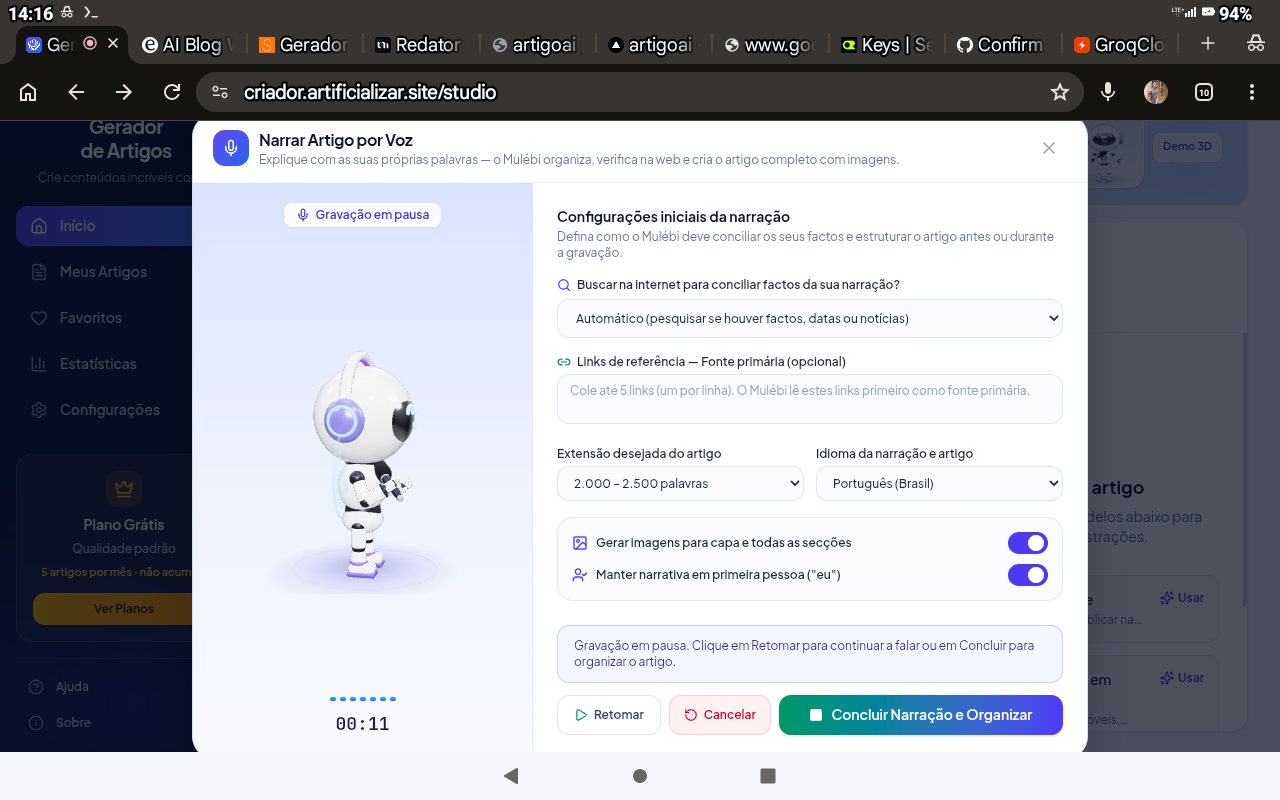 14:16
94%
Ger
AI Blog
Gerador
Redator
artigoai
artigoai
www.go
Keys | Se
Confirm
GroqClo
criador.artificializar.site/studio
10
Gerador
de Artigos
Crie conteúdos incríveis co
Início
Meus Artigos
Favoritos
Estatísticas
Configurações
Plano Grátis
Qualidade padrão
5 artigos por mês · não acum
Ver Planos
Ajuda
Sobre
Narrar Artigo por Voz
Explique com as suas próprias palavras — o Mulêbi organiza, verifica na web e cria o artigo completo com imagens.
Gravação em pausa
00:11
Configurações iniciais da narração
Defina como o Mulêbi deve conciliar os seus factos e estruturar o artigo antes ou durante
a gravação.
Buscar na internet para conciliar factos da sua narração?
Automático (pesquisar se houver factos, datas ou notícias)
Links de referência — Fonte primária (opcional)
Cole até 5 links (um por linha). O Mulêbi lê estes links primeiro como fonte primária.
Extensão desejada do artigo
Idioma da narração e artigo
2.000 – 2.500 palavras
Português (Brasil)
Gerar imagens para capa e todas as secções
Manter narrativa em primeira pessoa ("eu")
Gravação em pausa. Clique em Retomar para continuar a falar ou em Concluir para
organizar o artigo.
Retomar
Cancelar
Concluir Narração e Organizar
Demo 3D
artigo
delos abaixo para
strações.
Usar
plicar na...
em
Usar
óveis,...